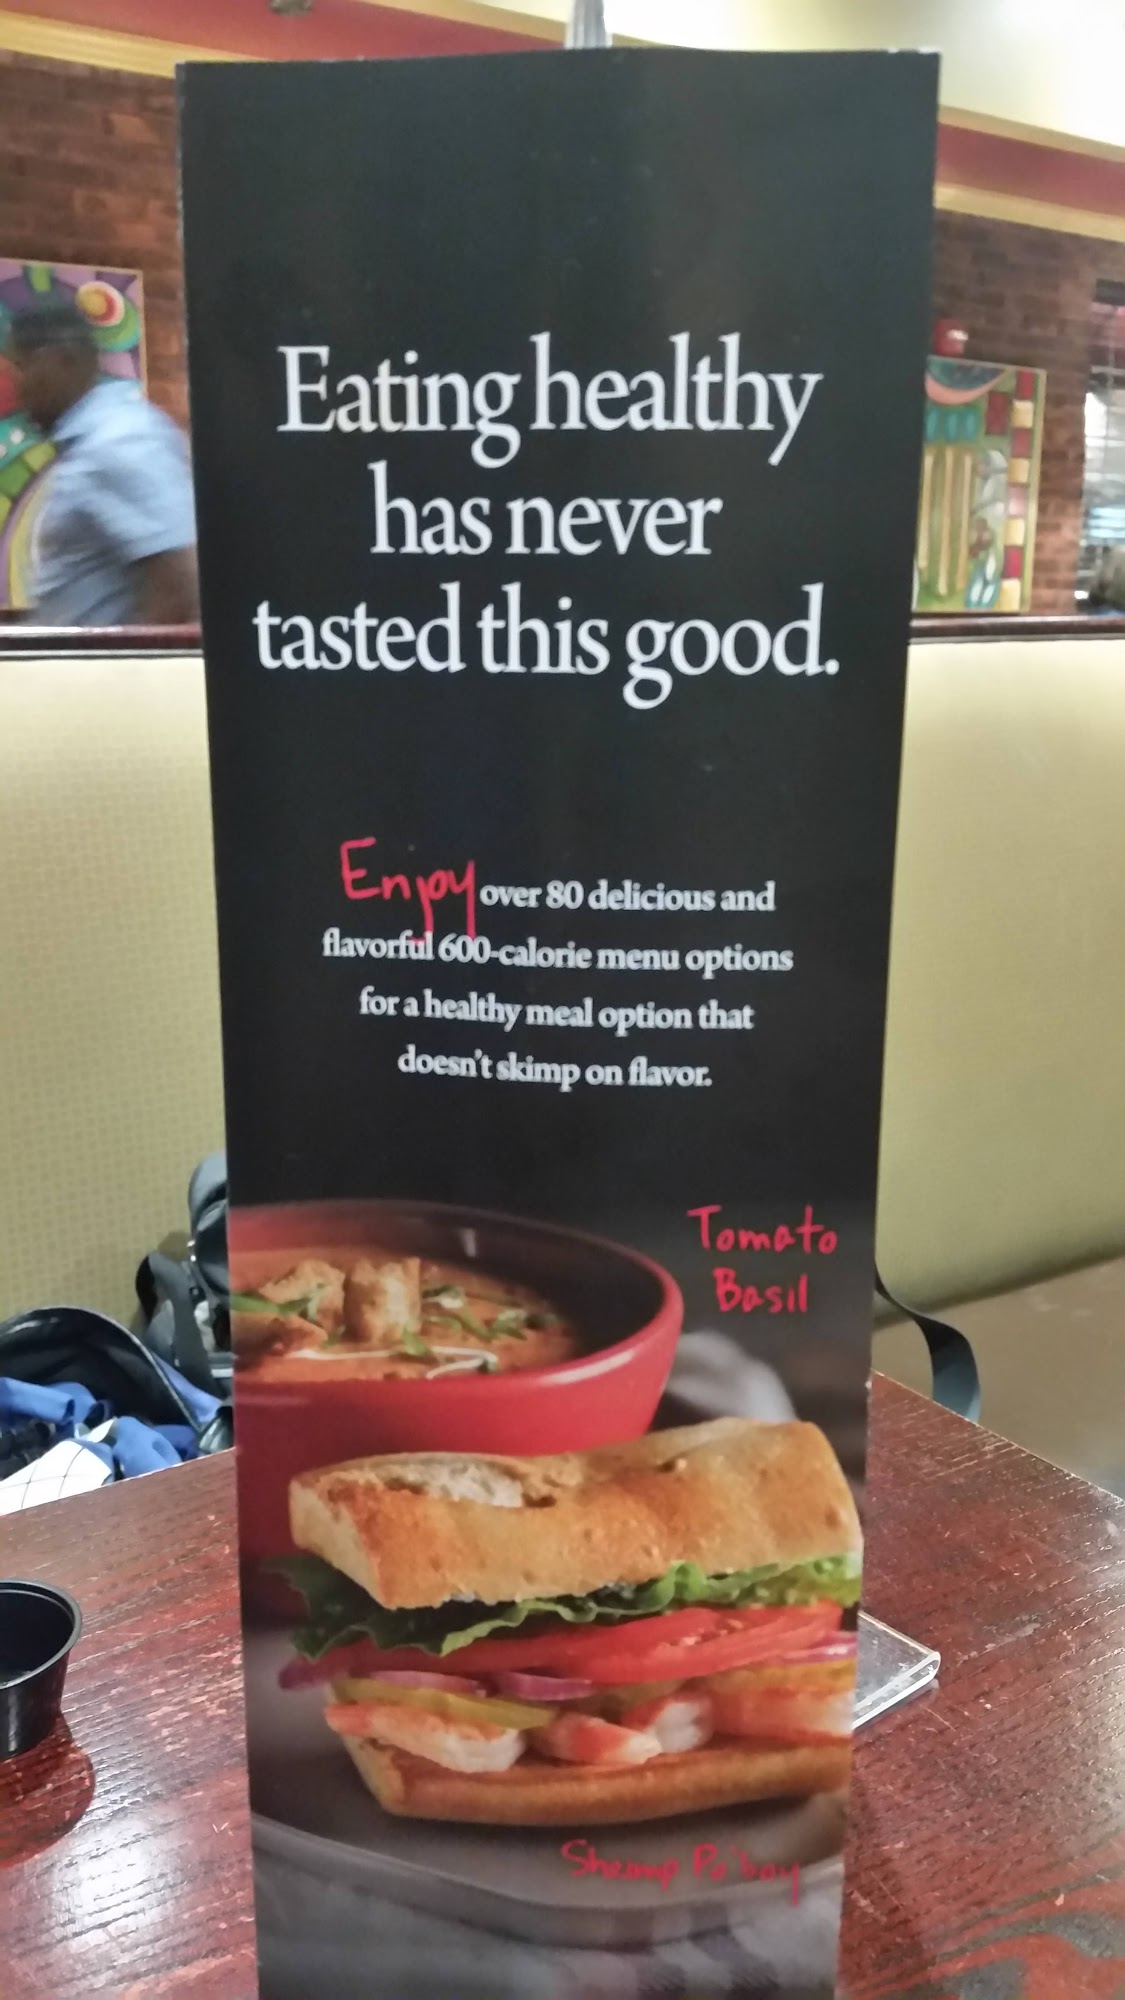 Eating healthy
has never
tasted this good.
Enjoy over 80 delicious and
flavorful 600-calorie menu options
for a healthy meal option that
doesn't skimp on flavor.
Tomato
Basil
Shrimp Po'boy